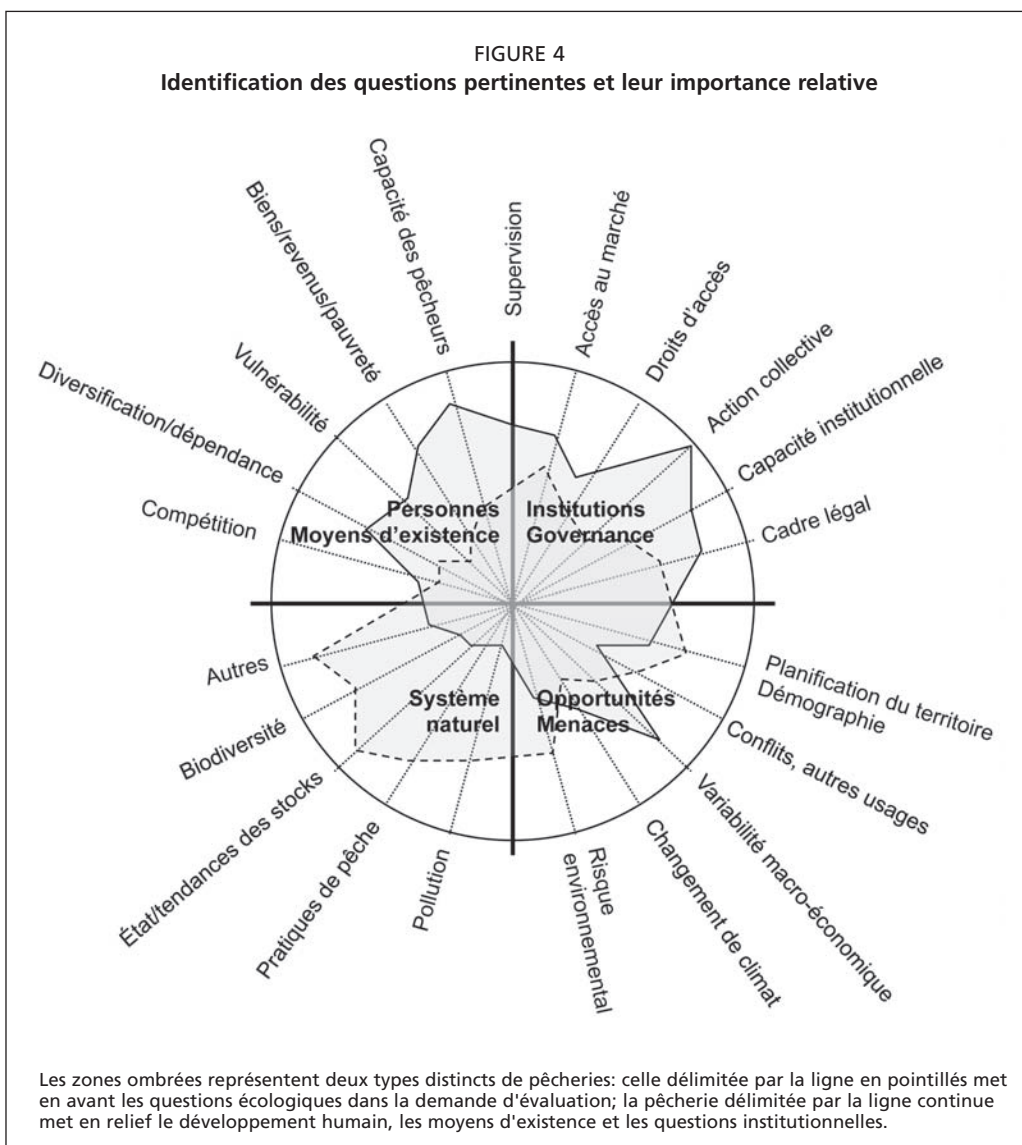 FIGURE 4
Identification des questions pertinentes et leur importance relative
Supervision
Accès au marché
Droits d'accès
Action collective
Capacité institutionnelle
Cadre légal
Planification du territoire
Démographie
Conflits, autres usages
Variabilité macro-économique
Changement de climat
Risque
environnemental
Pollution
Pratiques de pêche
État/tendances des stocks
Biodiversité
Autres
Compétition
Diversification/dépendance
Vulnérabilité
Biens/revenus/pauvreté
Capacité des pêcheurs
Personnes
Moyens d'existence
Institutions
Governance
Système
naturel
Opportunités
Menaces
Les zones ombrées représentent deux types distincts de pêcheries: celle délimitée par la ligne en pointillés met
en avant les questions écologiques dans la demande d'évaluation; la pêcherie délimitée par la ligne continue
met en relief le développement humain, les moyens d'existence et les questions institutionnelles.